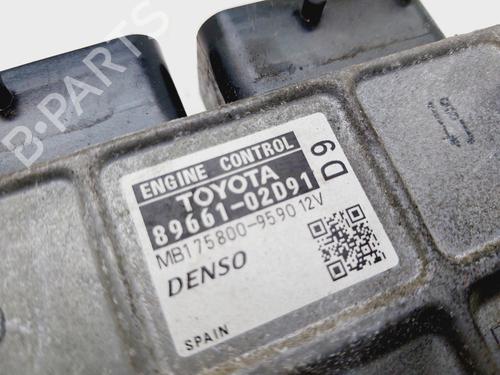 B-PARTS
ENGINE CONTROL
TOYOTA
89661-02D91
D9
MB175800-9590 12V
DENSO
SPAIN